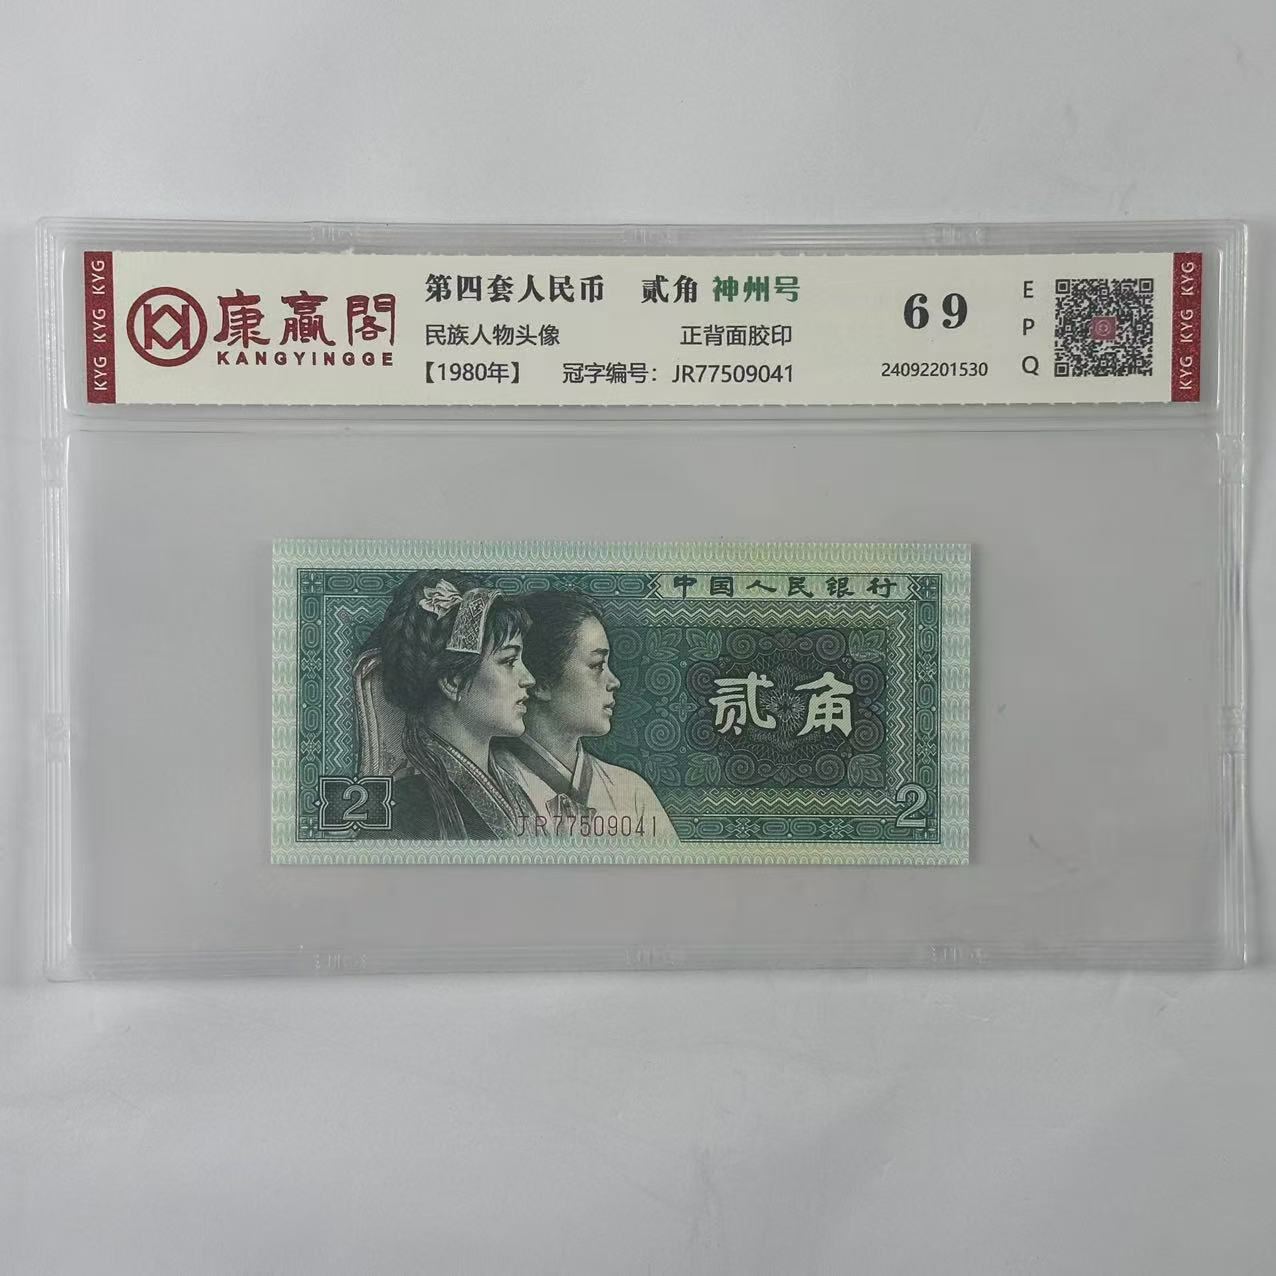 KYG KYG KYG
康贏閣
KANGYINGGE
第四套人民币 贰角 神州号
民族人物头像 正背面胶印
【1980年】 冠字编号：JR77509041
69
24092201530
E
P
Q
KYG KYG KYG
中国人民银行
贰角
2
JR77509041
2